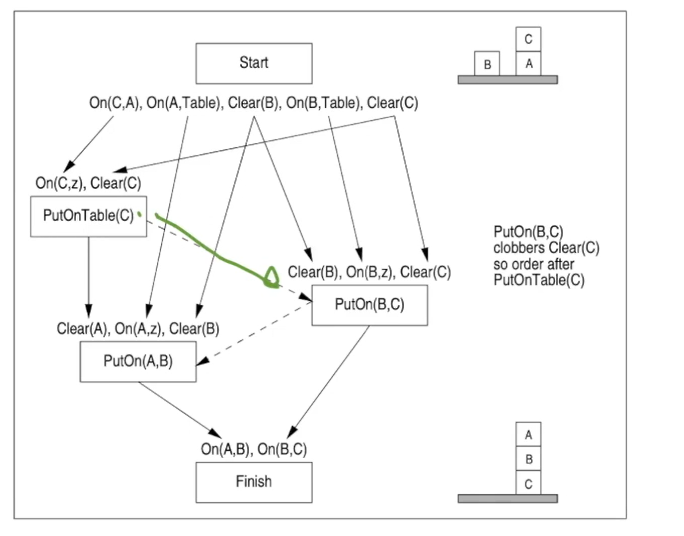 Start
C
B
A
On(C,A), On(A,Table), Clear(B), On(B,Table), Clear(C)
On(C,z), Clear(C)
PutOnTable(C)
PutOn(B,C)
clobbers Clear(C)
so order after
PutOnTable(C)
Clear(B), On(B,z), Clear(C)
PutOn(B,C)
Clear(A), On(A,z), Clear(B)
PutOn(A,B)
On(A,B), On(B,C)
Finish
A
B
C